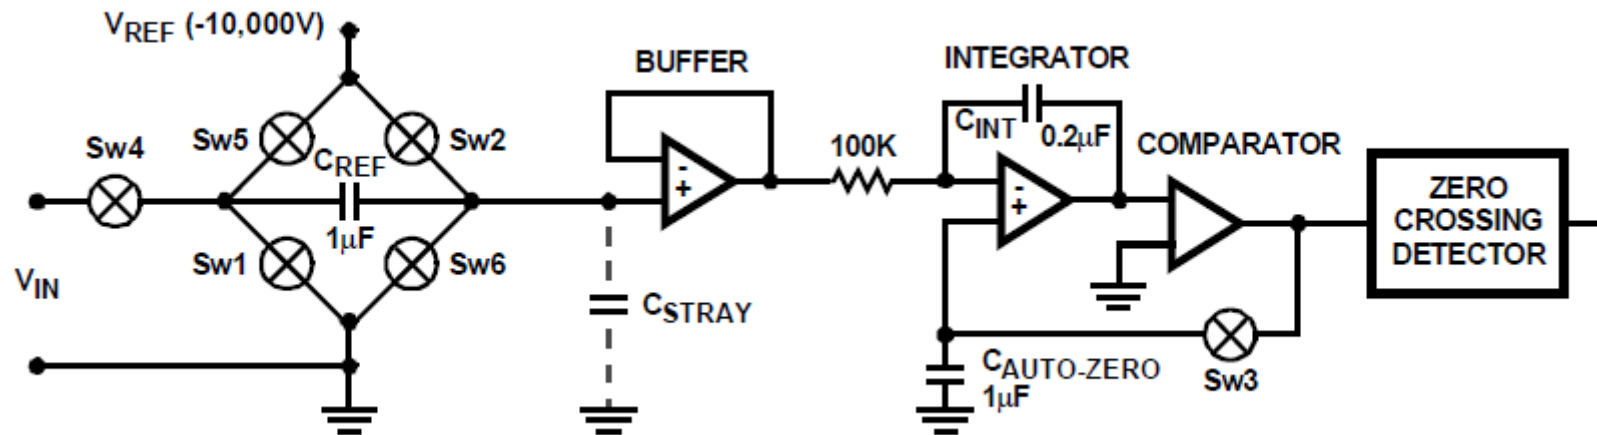 VREF (-10,000V)
BUFFER
INTEGRATOR
Sw4
Sw5
Sw2
CREF
1μF
Sw1
Sw6
VIN
-
+
CSTRAY
100K
CINT
0.2μF
-
+
COMPARATOR
ZERO
CROSSING
DETECTOR
CAUTO-ZERO
1μF
Sw3